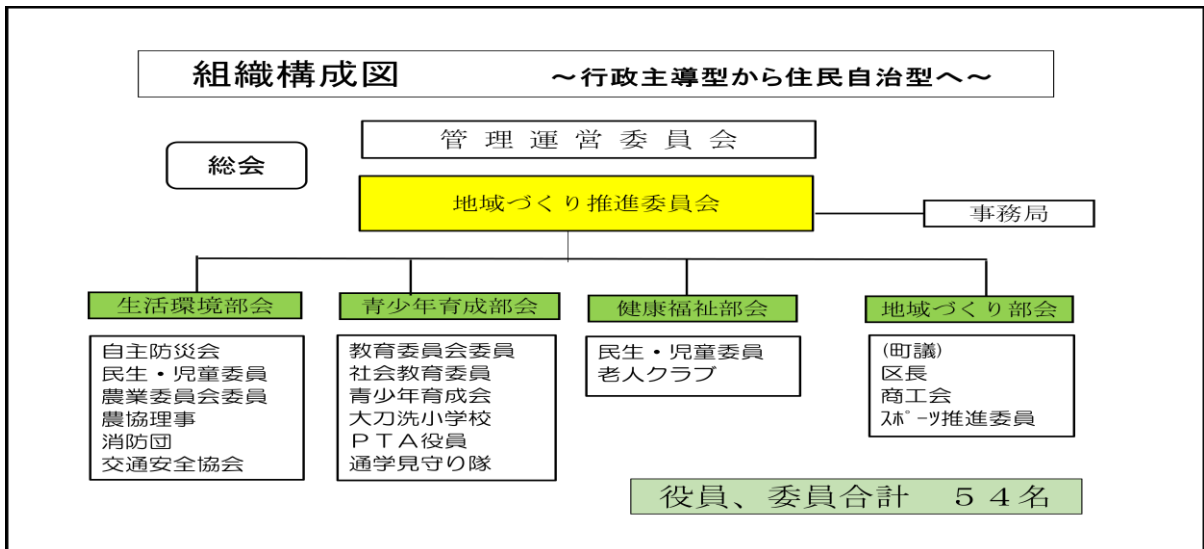 組織構成図　　～行政主導型から住民自治型へ～
管理運営委員会
総会
地域づくり推進委員会
事務局
生活環境部会
自主防災会
民生・児童委員
農業委員会委員
農協理事
消防団
交通安全協会
青少年育成部会
教育委員会委員
社会教育委員
青少年育成会
大刀洗小学校
ＰＴＡ役員
通学見守り隊
健康福祉部会
民生・児童委員
老人クラブ
地域づくり部会
(町議)
区長
商工会
ｽﾎﾟｰﾂ推進委員
役員、委員合計　５４名